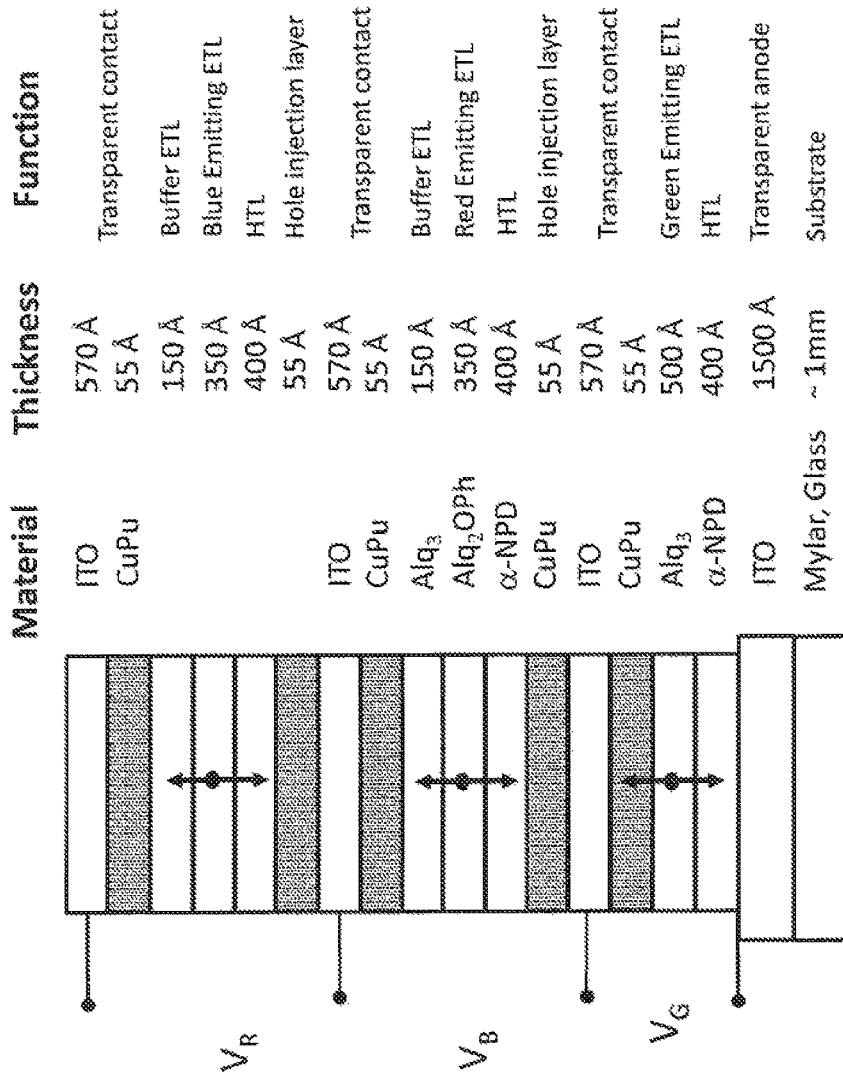 Material Thickness Function
ITO 570 Å
Transparent contact
CuPu 55 Å
150 Å Buffer ETL
350 Å Blue Emitting ETL
400 Å HTL
55 Å Hole injection layer
V_R
ITO 570 Å
Transparent contact
CuPu 55 Å
Alq₃ 150 Å Buffer ETL
Alq₂OPh 350 Å Red Emitting ETL
α-NPD 400 Å HTL
CuPu 55 Å Hole injection layer
V_B
ITO 570 Å
Transparent contact
CuPu 55 Å
Alq₃ 500 Å Green Emitting ETL
α-NPD 400 Å HTL
V_G
ITO 1500 Å Transparent anode
Mylar, Glass ~ 1mm Substrate